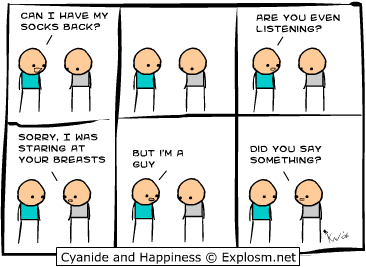 CAN I HAVE MY
SOCKS BACK?
ARE YOU EVEN
LISTENING?
SORRY, I WAS
STARING AT
YOUR BREASTS
BUT I'M A
GUY
DID YOU SAY
SOMETHING?
Cyanide and Happiness © Explosm.net